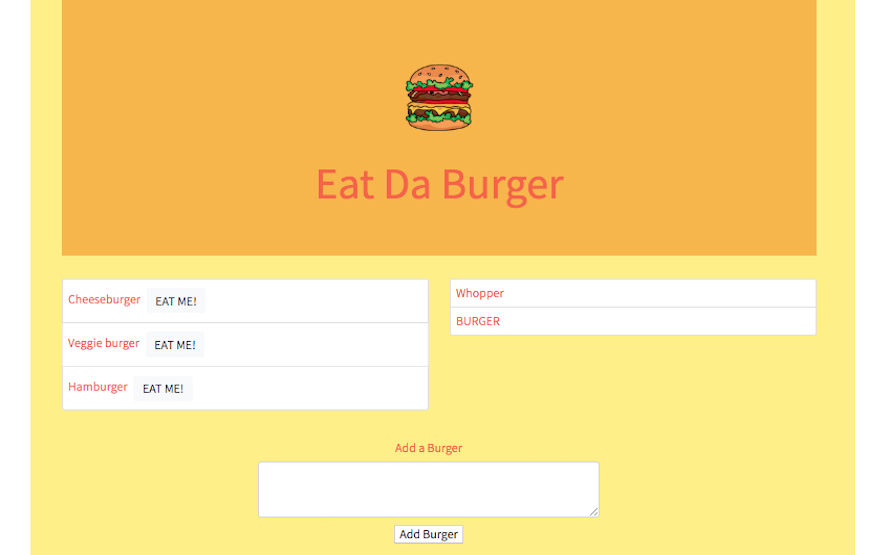 Eat Da Burger
Cheeseburger EAT ME!
Veggie burger EAT ME!
Hamburger EAT ME!
Whopper
BURGER
Add a Burger
Add Burger